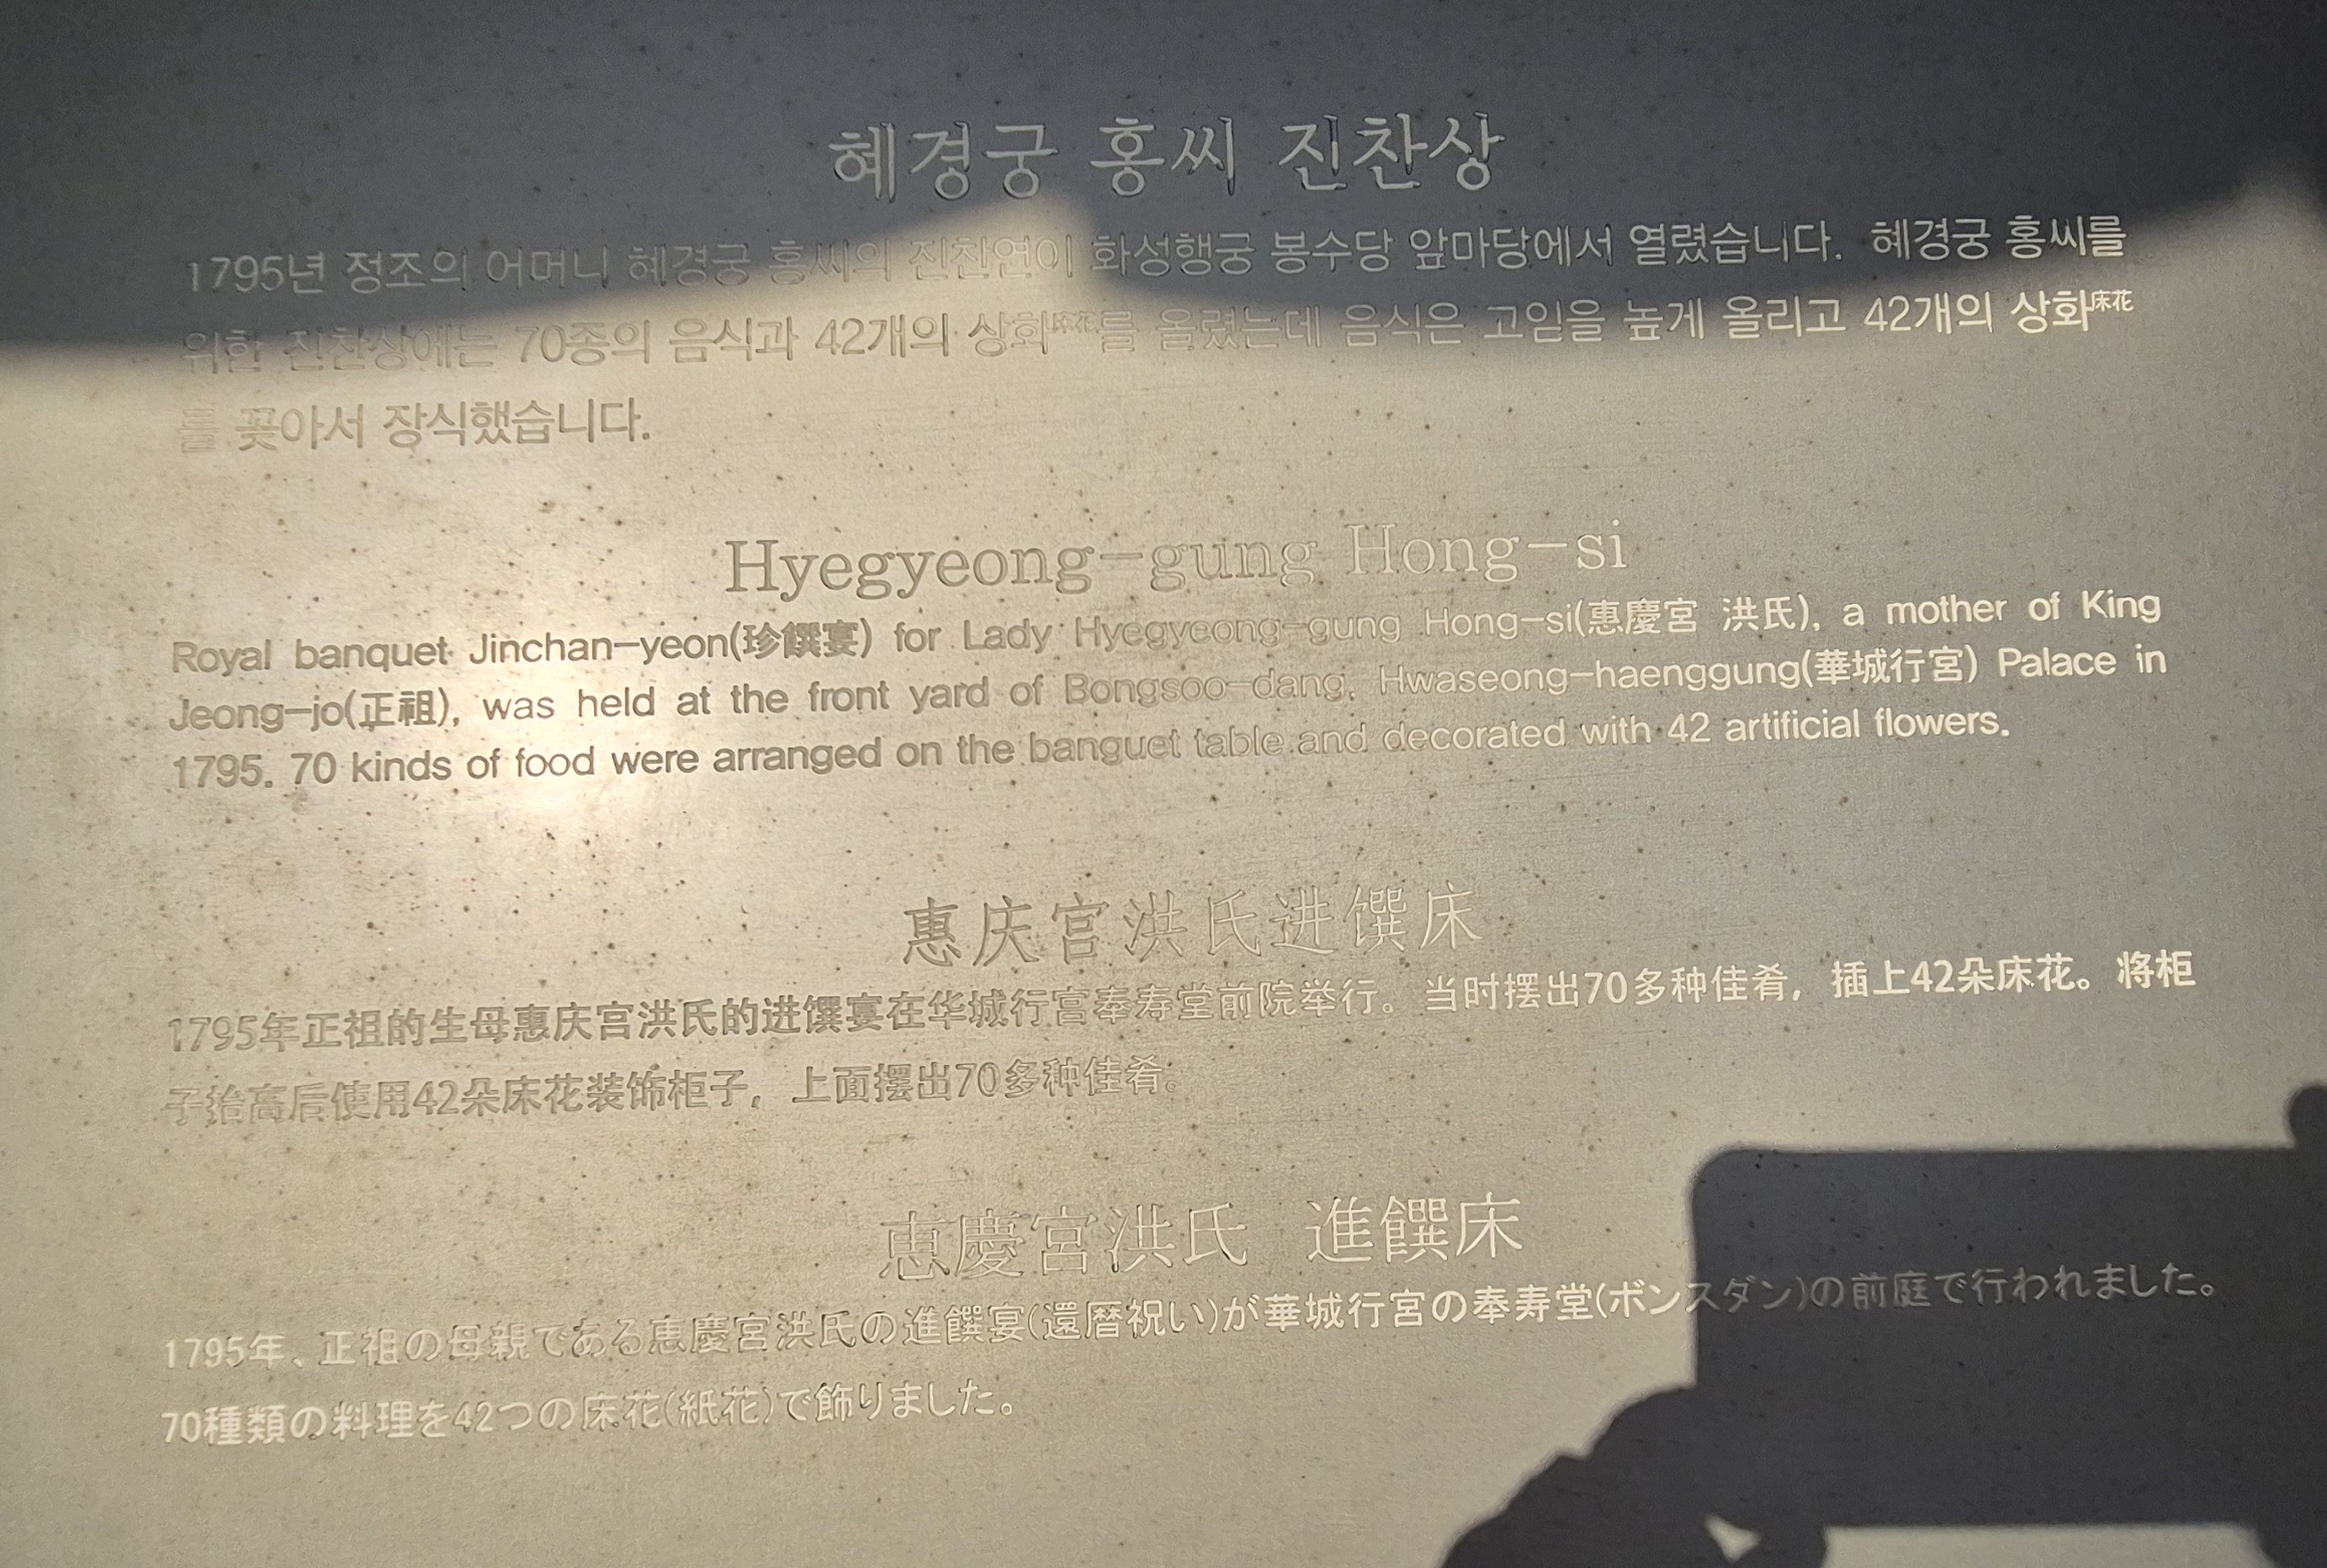 혜경궁 홍씨 진찬상
1795년 정조의 어머니 혜경궁 홍씨의 진찬연이 화성행궁 봉수당 앞마당에서 열렸습니다. 혜경궁 홍씨를
위한 진찬상에는 70종의 음식과 42개의 상화床花를 올렸는데 음식은 고임을 높게 올리고 42개의 상화床花
를 꽂아서 장식했습니다.
Hyegyeong-gung Hong-si
Royal banquet Jinchan-yeon(珍饌宴) for Lady Hyegyeong-gung Hong-si(惠慶宮 洪氏), a mother of King
Jeong-jo(正祖), was held at the front yard of Bongsoo-dang, Hwaseong-haenggung(華城行宮) Palace in
1795. 70 kinds of food were arranged on the banguet table and decorated with 42 artificial flowers.
惠庆宫洪氏进馔床
1795年正祖的生母惠庆宫洪氏的进馔宴在华城行宫奉寿堂前院举行。当时摆出70多种佳肴，插上42朵床花。将柜
子抬高后使用42朵床花装饰柜子，上面摆出70多种佳肴。
恵慶宮洪氏 進饌床
1795年、正祖の母親である恵慶宮洪氏の進饌宴(還暦祝い)が華城行宮の奉寿堂(ボンスダン)の前庭で行われました。
70種類の料理を42つの床花(紙花)で飾りました。